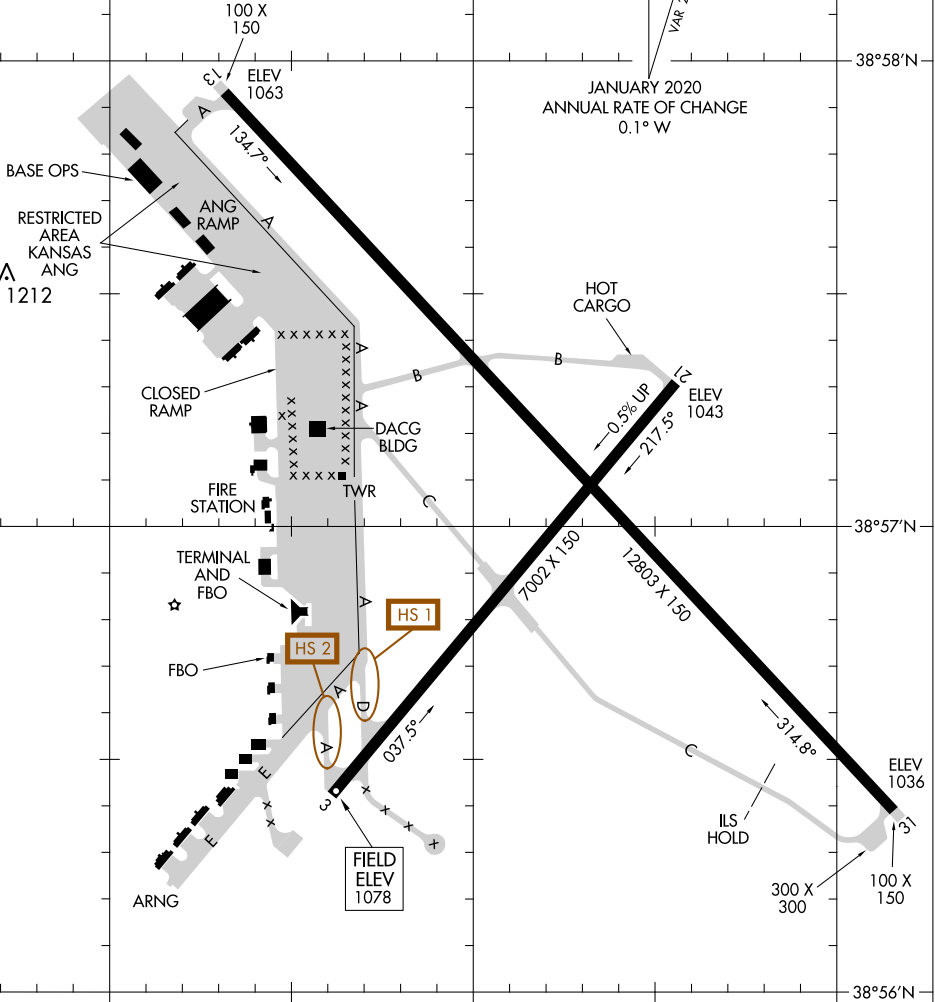 100 X
150
VAR
38°58'N
13
ELEV
1063
JANUARY 2020
ANNUAL RATE OF CHANGE
0.1° W
A
134.7°
BASE OPS
ANG
RAMP
A
RESTRICTED
AREA
KANSAS
ANG
1212
HOT
CARGO
A
B
B
21
ELEV
1043
0.5% UP
217.5°
CLOSED
RAMP
A
DACG
BLDG
TWR
C
FIRE
STATION
38°57'N
7002 X 150
12803 X 150
TERMINAL
AND
FBO
A
HS 1
HS 2
FBO
A
D
A
037.5°
314.8°
C
E
3
ELEV
1036
31
ILS
HOLD
E
FIELD
ELEV
1078
300 X
300
100 X
150
ARNG
38°56'N